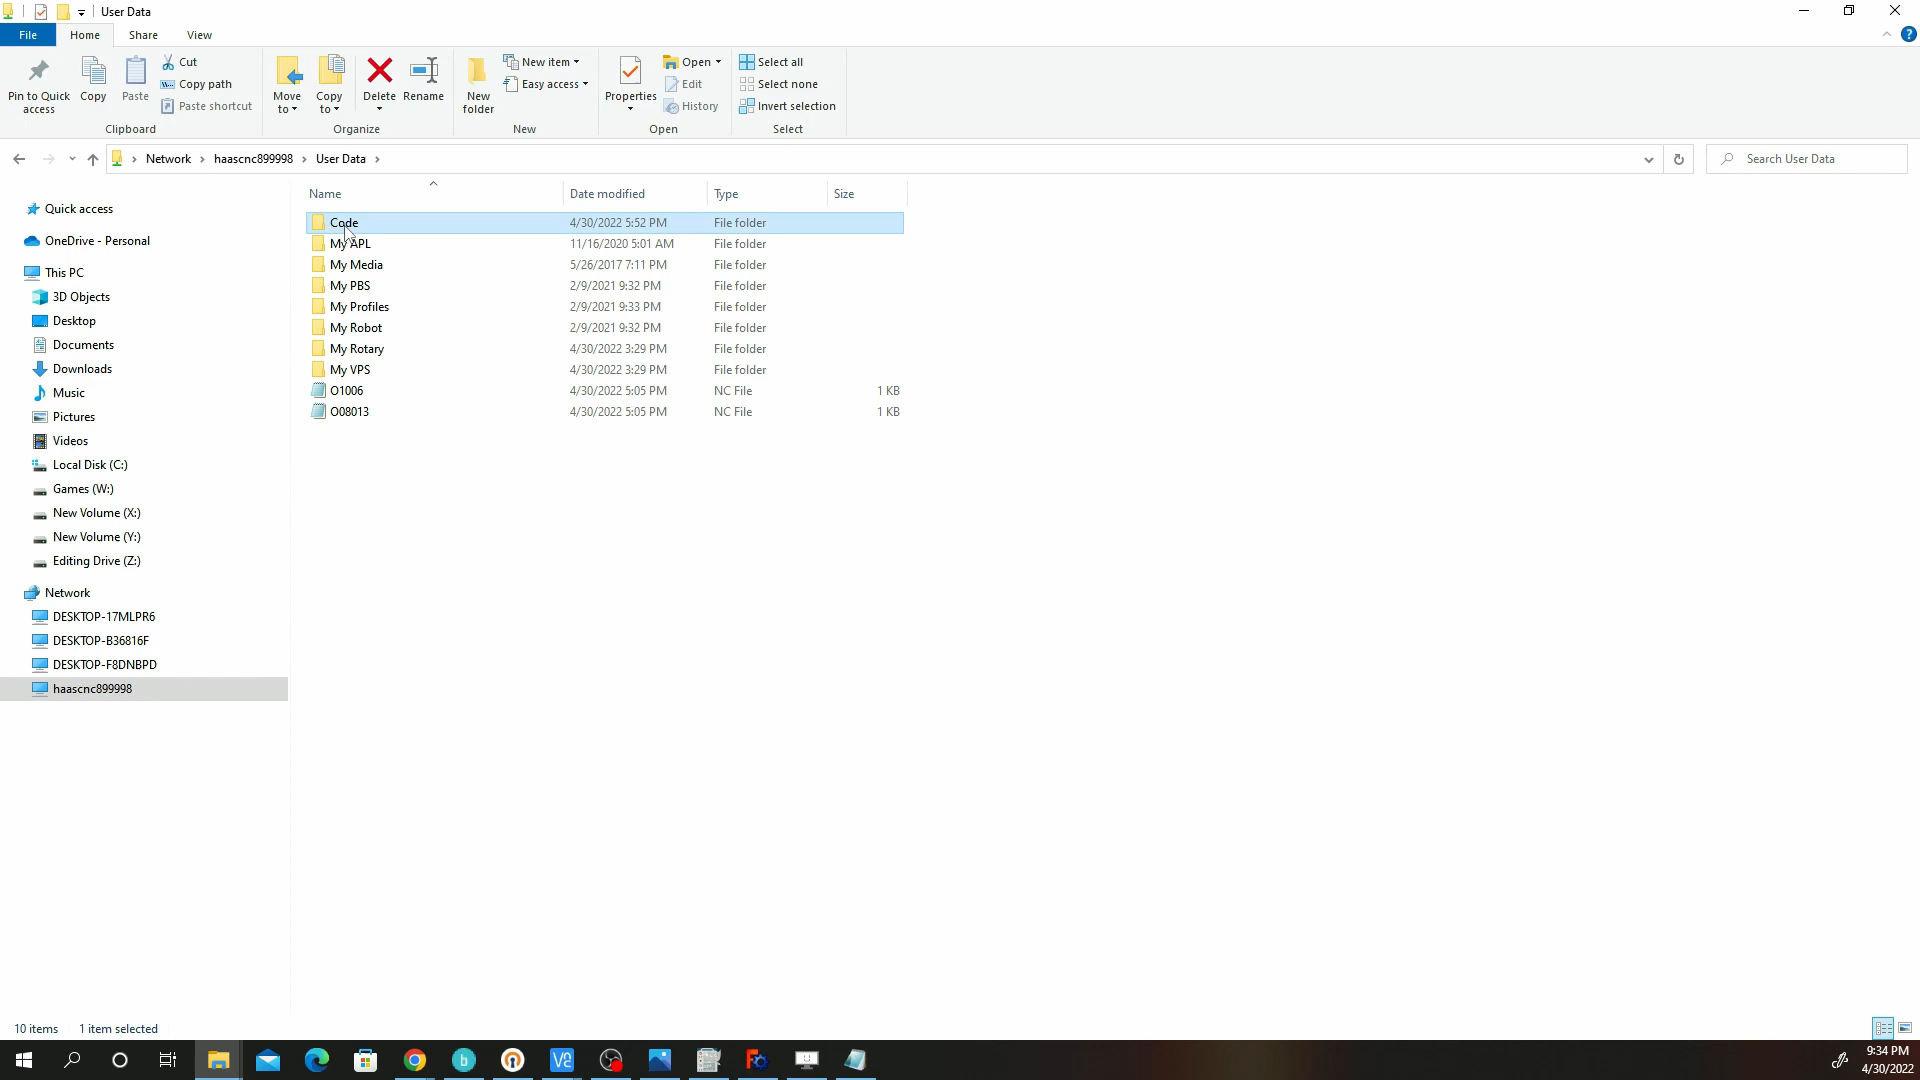 User Data
File Home Share View
Pin to Quick access
Copy
Paste
Cut
Copy path
Paste shortcut
Clipboard
Move to
Copy to
Delete
Rename
Organize
New folder
New item
Easy access
New
Properties
Open
Edit
History
Open
Select all
Select none
Invert selection
Select
Network haascnc899998 User Data
Search User Data
Quick access
OneDrive - Personal
This PC
3D Objects
Desktop
Documents
Downloads
Music
Pictures
Videos
Local Disk (C:)
Games (W:)
New Volume (X:)
New Volume (Y:)
Editing Drive (Z:)
Network
DESKTOP-17MLPR6
DESKTOP-B36816F
DESKTOP-F8DNBPD
haascnc899998
Name Date modified Type Size
Code 4/30/2022 5:52 PM File folder
My APL 11/16/2020 5:01 AM File folder
My Media 5/26/2017 7:11 PM File folder
My PBS 2/9/2021 9:32 PM File folder
My Profiles 2/9/2021 9:33 PM File folder
My Robot 2/9/2021 9:32 PM File folder
My Rotary 4/30/2022 3:29 PM File folder
My VPS 4/30/2022 3:29 PM File folder
O1006 4/30/2022 5:05 PM NC File 1 KB
O08013 4/30/2022 5:05 PM NC File 1 KB
10 items 1 item selected
9:34 PM
4/30/2022